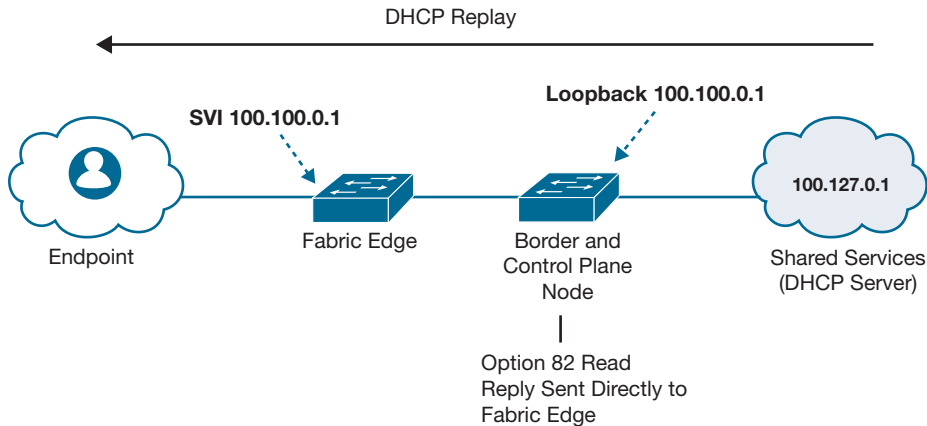 DHCP Replay
Loopback 100.100.0.1
SVI 100.100.0.1
100.127.0.1
Endpoint
Fabric Edge
Border and
Control Plane
Node
Shared Services
(DHCP Server)
Option 82 Read
Reply Sent Directly to
Fabric Edge